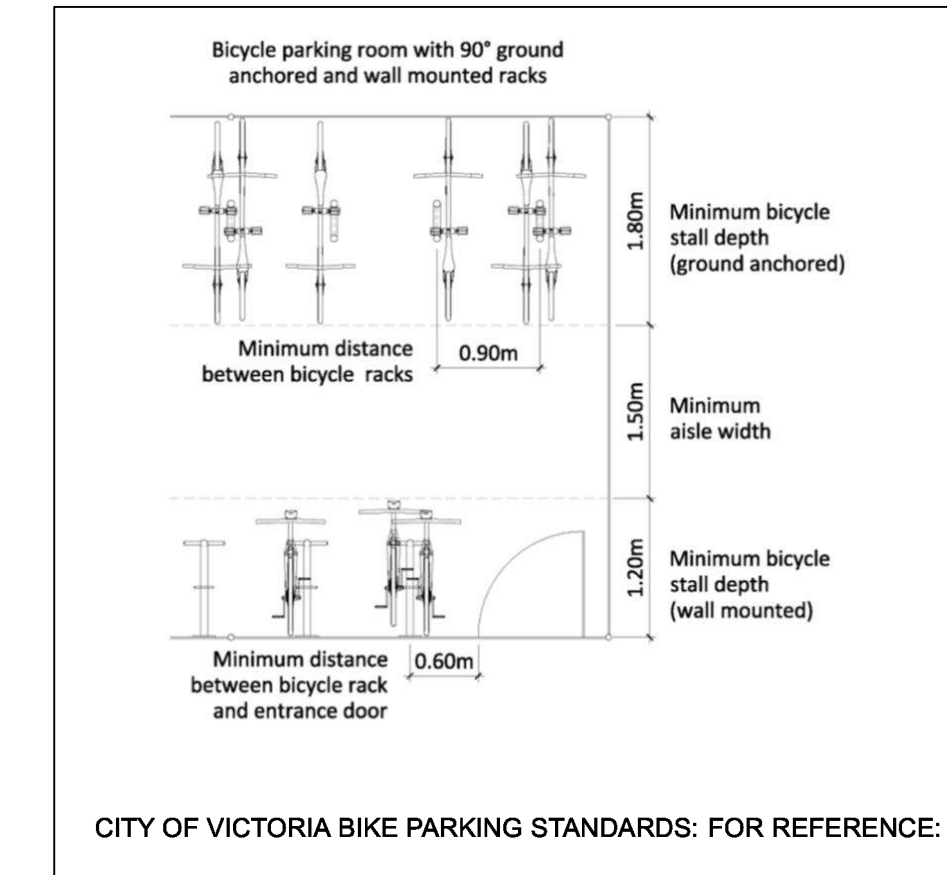 Bicycle parking room with 90° ground
anchored and wall mounted racks
1.80m
Minimum bicycle
stall depth
(ground anchored)
Minimum distance
between bicycle racks
0.90m
1.50m
Minimum
aisle width
1.20m
Minimum bicycle
stall depth
(wall mounted)
Minimum distance
between bicycle rack
and entrance door
0.60m
CITY OF VICTORIA BIKE PARKING STANDARDS: FOR REFERENCE: